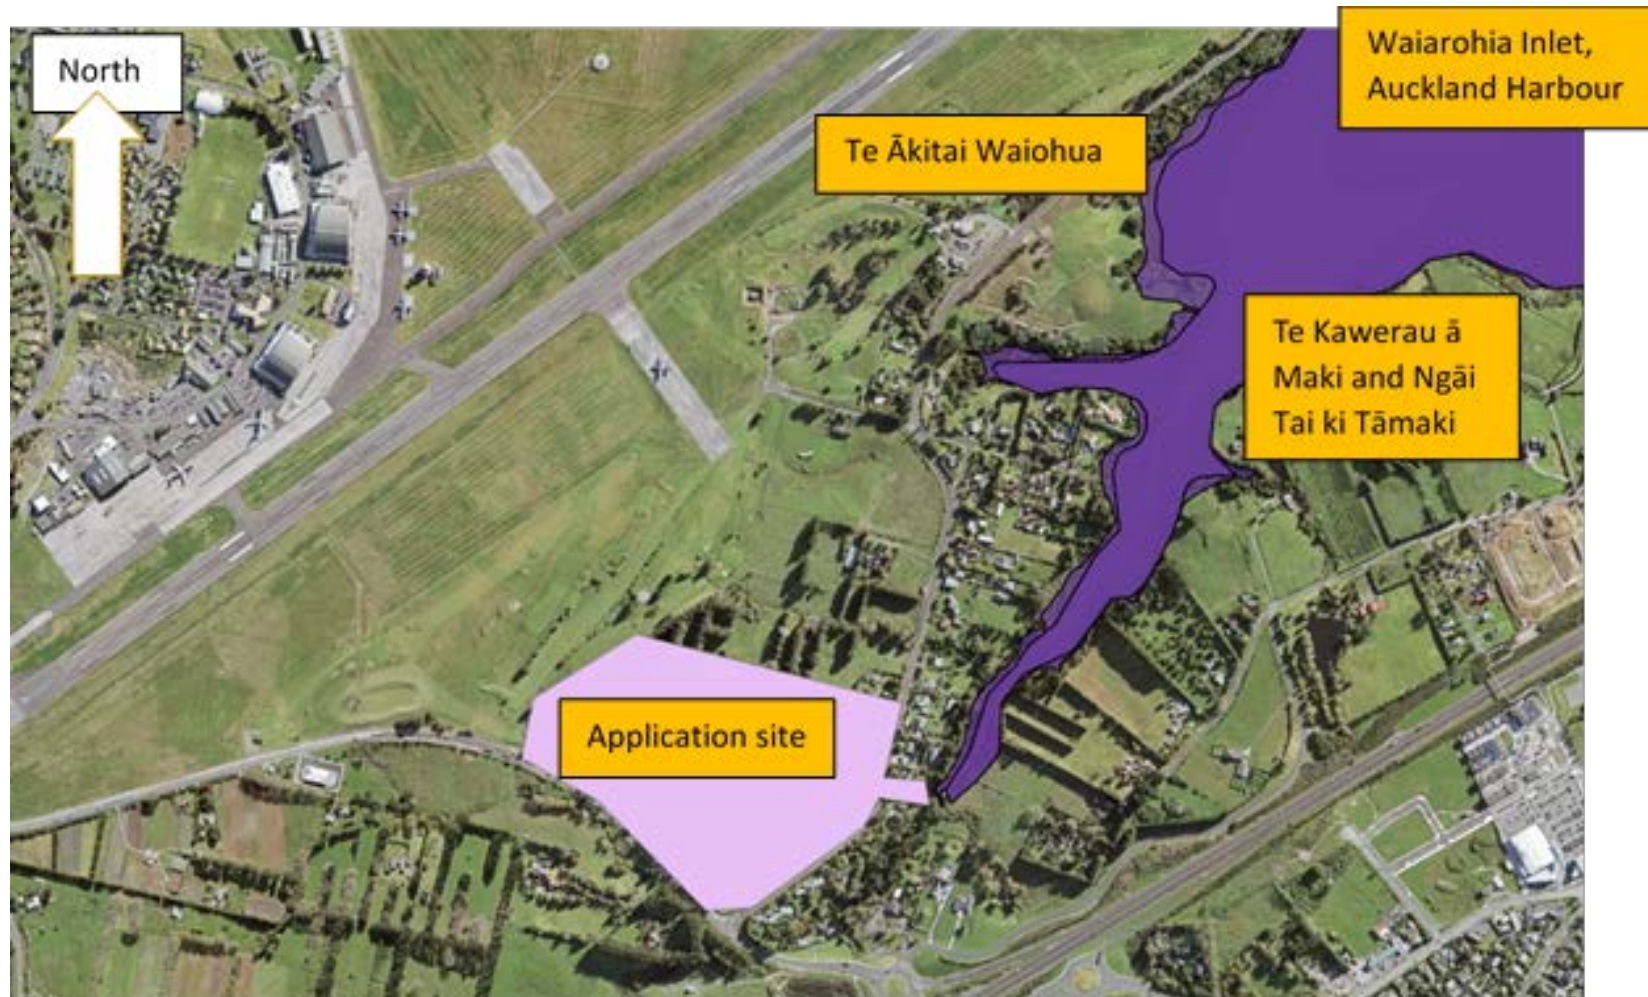 North
Waiarohia Inlet,
Auckland Harbour
Te Ākitai Waiohua
Te Kawerau ā
Maki and Ngāi
Tai ki Tāmaki
Application site